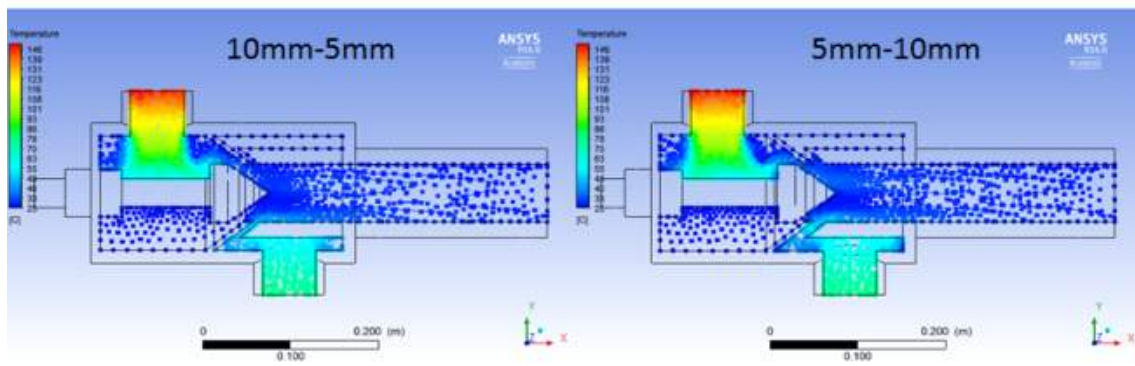 Temperature
146
139
131
123
116
108
101
93
86
78
70
63
55
48
40
33
25
[C]
10mm-5mm
ANSYS
0
0.200 (m)
0.100
Y
Z
X
Temperature
146
139
131
123
116
108
101
93
86
78
70
63
55
48
40
33
25
[C]
5mm-10mm
ANSYS
0
0.200 (m)
0.100
Y
Z
X